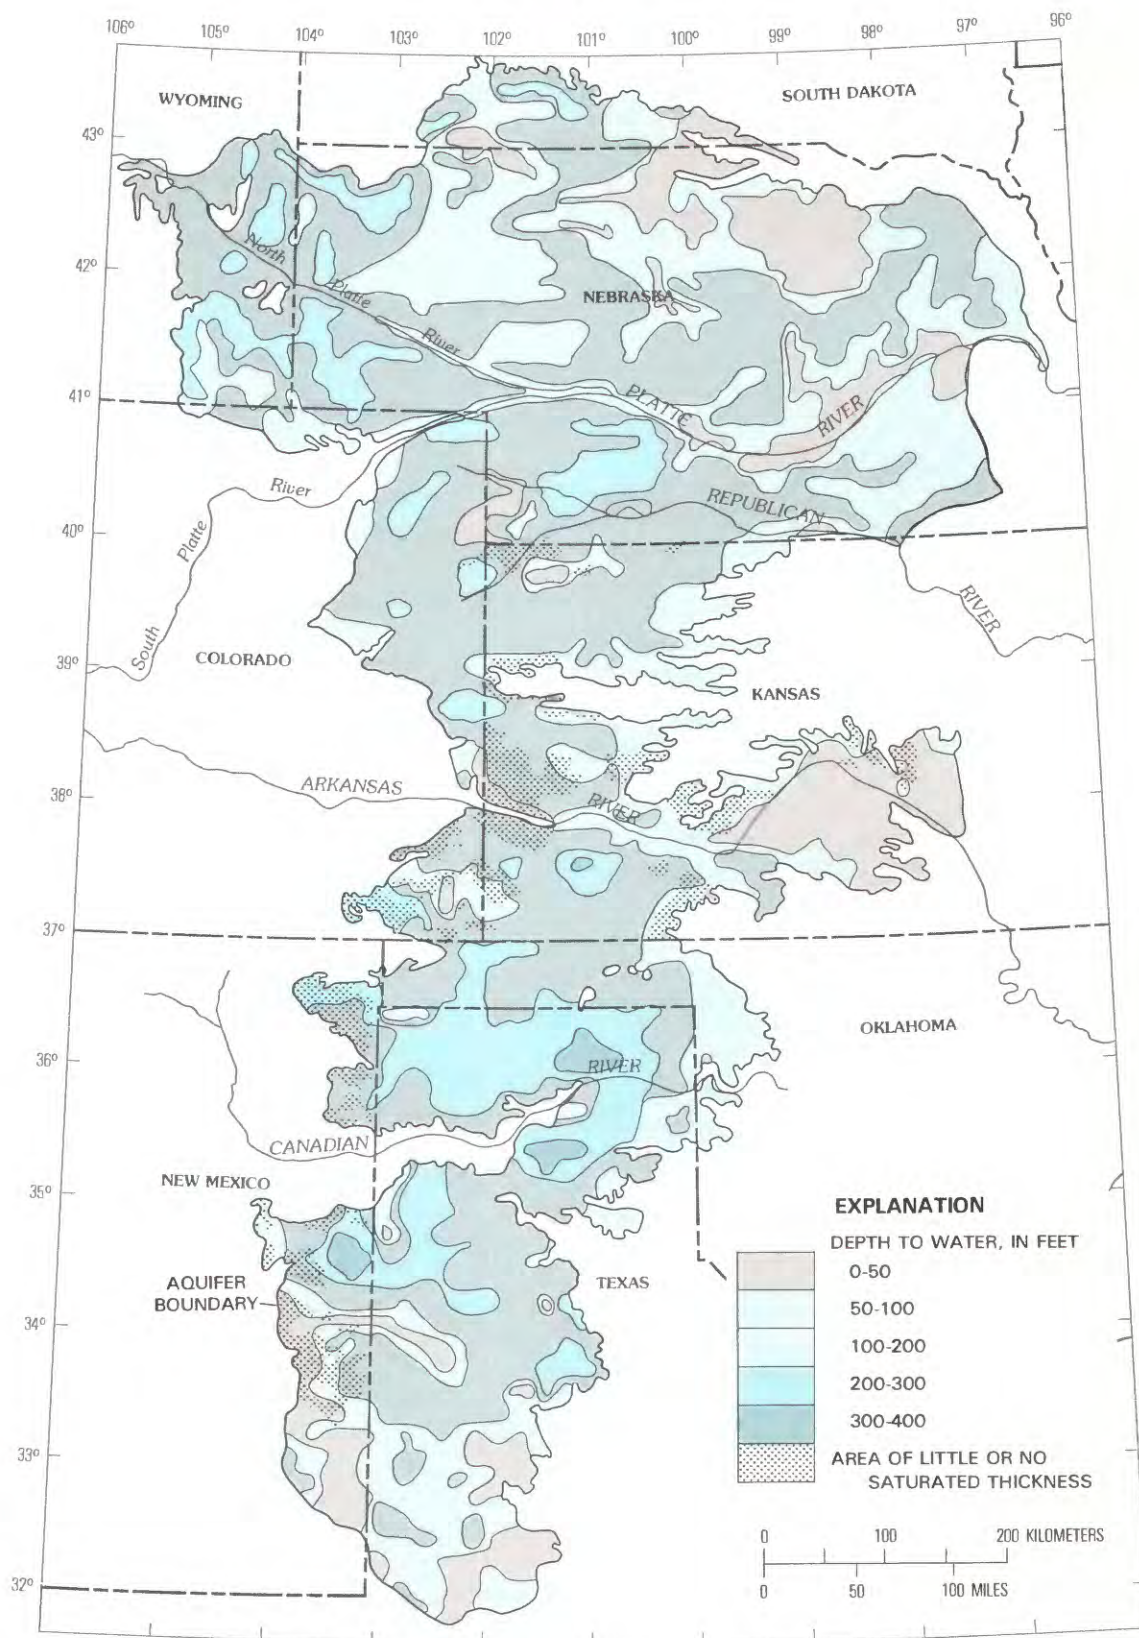 106°
105°
104°
103°
102°
101°
100°
99°
98°
97°
96°
WYOMING
SOUTH DAKOTA
43°
North
42°
Platte
NEBRASKA
River
41°
PLATTE
RIVER
River
REPUBLICAN
40°
Platte
RIVER
South
COLORADO
39°
KANSAS
ARKANSAS
38°
RIVER
37°
OKLAHOMA
36°
RIVER
CANADIAN
NEW MEXICO
35°
EXPLANATION
DEPTH TO WATER, IN FEET
0-50
TEXAS
AQUIFER
BOUNDARY
50-100
34°
100-200
200-300
300-400
33°
AREA OF LITTLE OR NO
SATURATED THICKNESS
0 100 200 KILOMETERS
0 50 100 MILES
32°